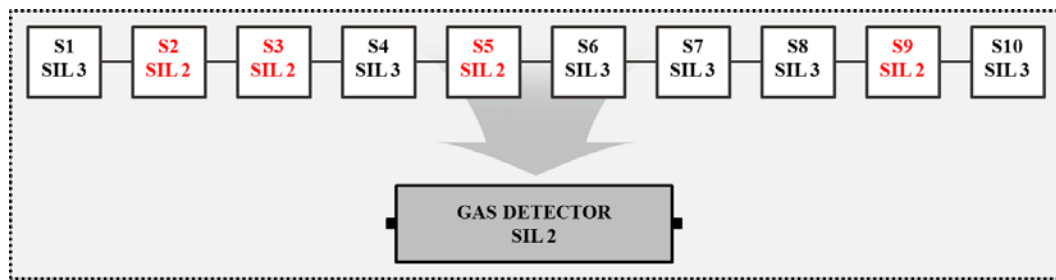 S1
SIL 3
S2
SIL 2
S3
SIL 2
S4
SIL 3
S5
SIL 2
S6
SIL 3
S7
SIL 3
S8
SIL 3
S9
SIL 2
S10
SIL 3
GAS DETECTOR
SIL 2